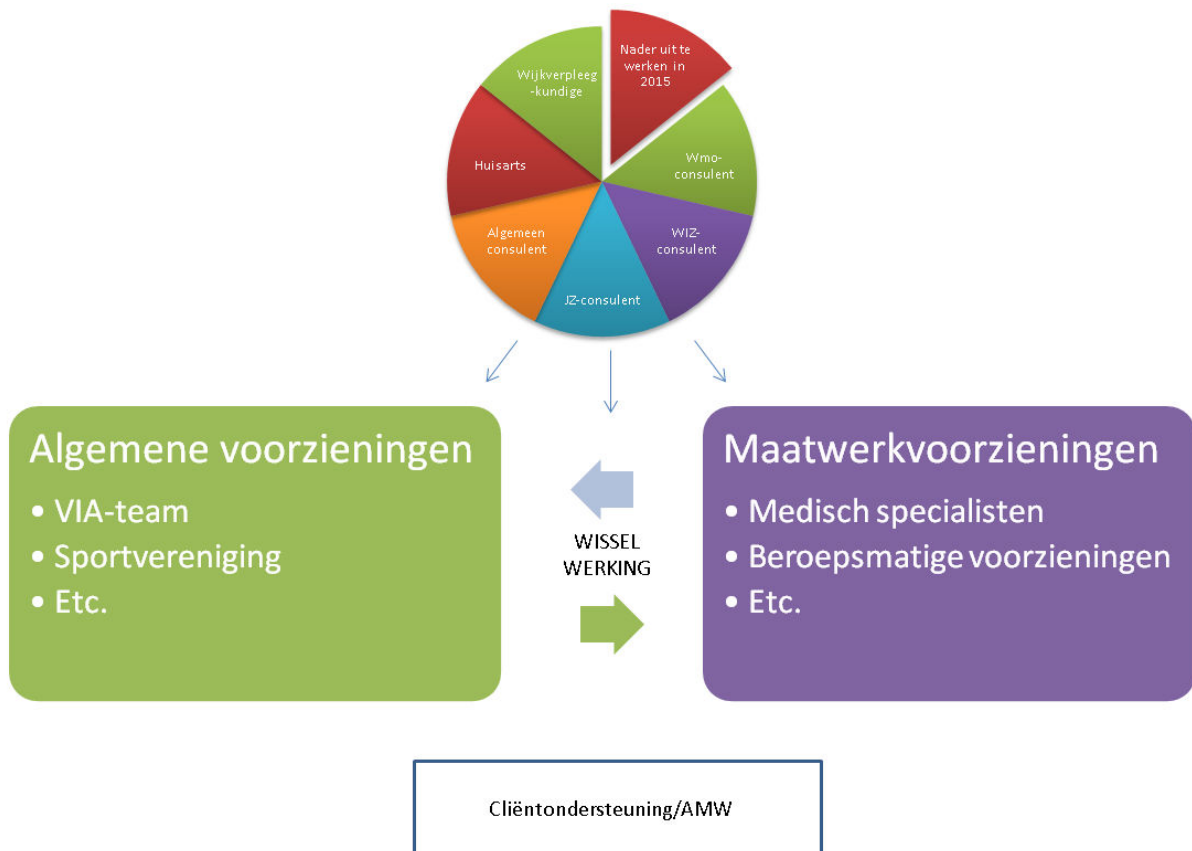 Nader uit te
werken in
2015
Wijkverpleeg
-kundige
Wmo-
consulent
Huisarts
WIZ-
consulent
Algemeen
consulent
JZ-consulent
Algemene voorzieningen
• VIA-team
• Sportvereniging
• Etc.
WISSEL
WERKING
Maatwerkvoorzieningen
• Medisch specialisten
• Beroepsmatige voorzieningen
• Etc.
Cliëntondersteuning/AMW